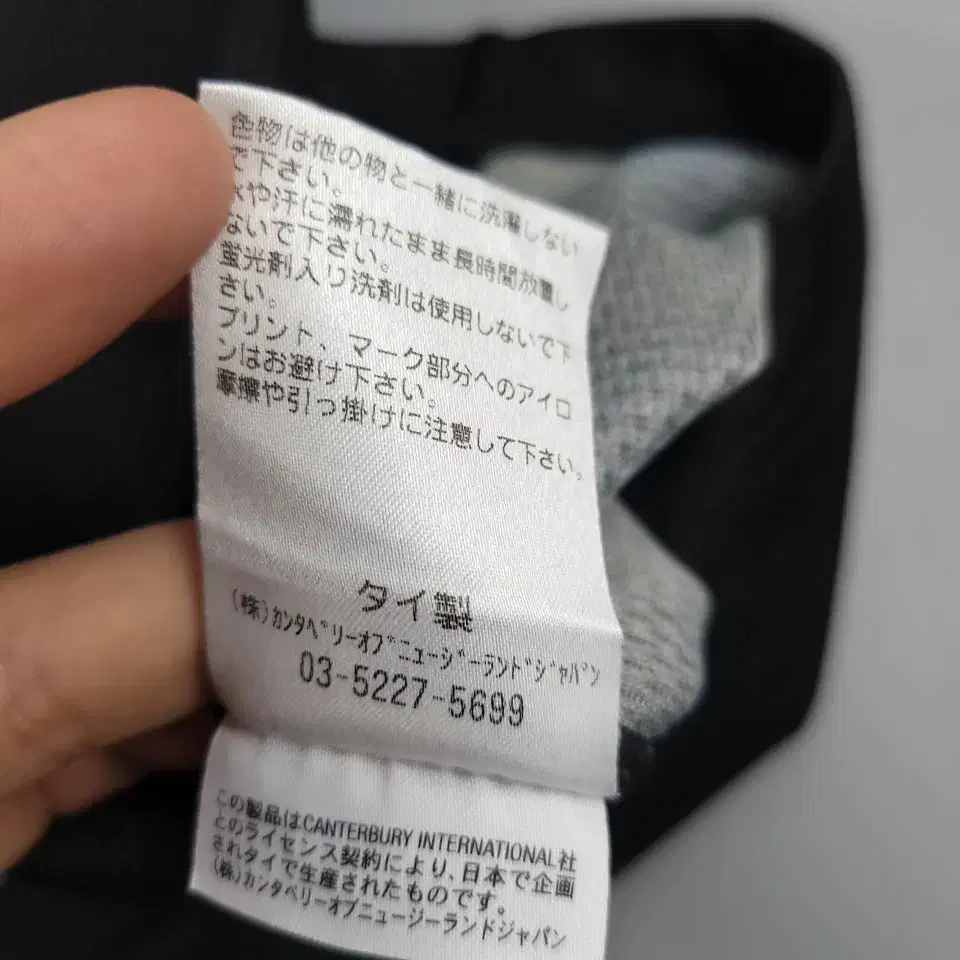 色物は他の物と一緒に洗濯しない
で下さい。
水や汗に濡れたまま長時間放置し
ないで下さい。
蛍光剤入り洗剤は使用しないで下
さい。
プリント、マーク部分へのアイロ
ンはお避け下さい。
摩擦や引っ掛けに注意して下さい。
タイ製
(株)ｶﾝﾀﾍﾞﾘｰｵﾌﾞﾆｭｰｼﾞｰﾗﾝﾄﾞｼﾞｬﾊﾟﾝ
03-5227-5699
この製品はCANTERBURY INTERNATIONAL社
とのライセンス契約により、日本で企画
されタイで生産されたものです。
(株)カンタベリーオブニュージーランドジャパン